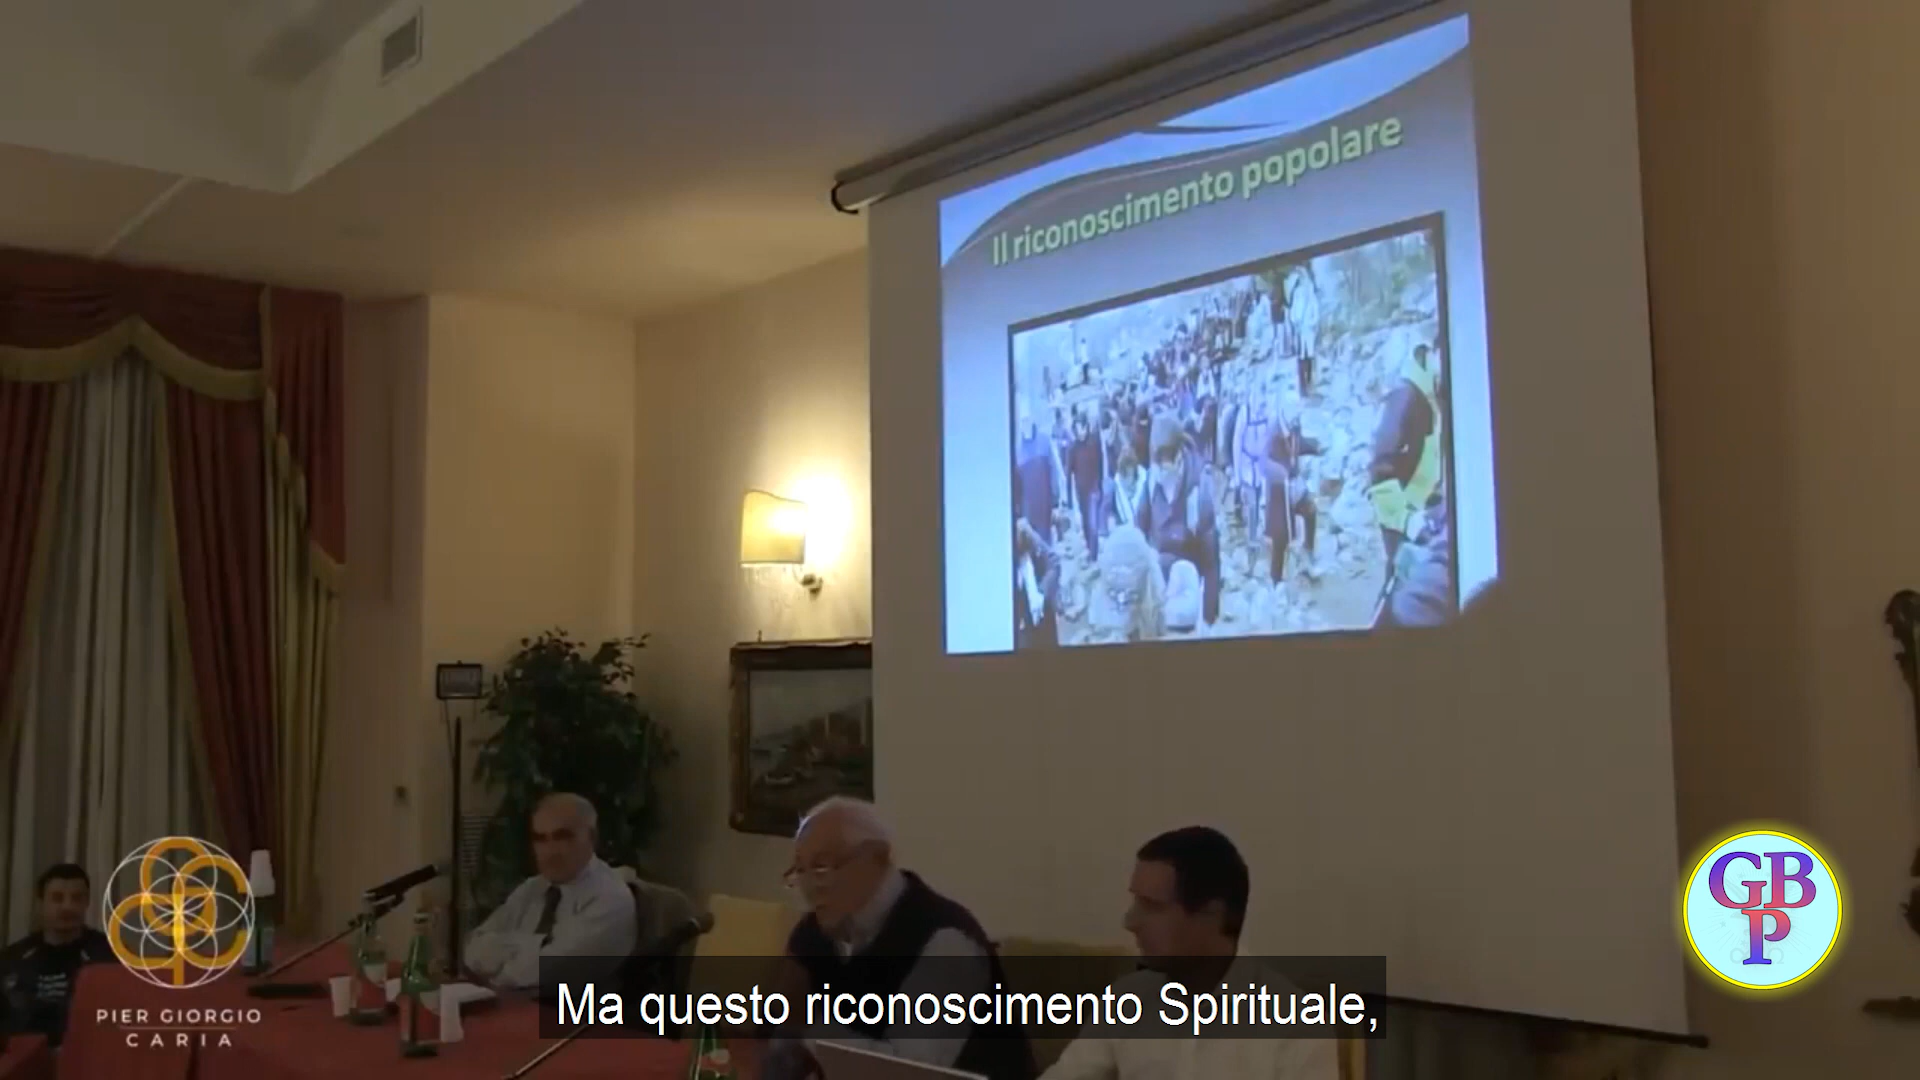 Il riconoscimento popolare
GBP
PIER GIORGIO
CARIA
Ma questo riconoscimento Spirituale,